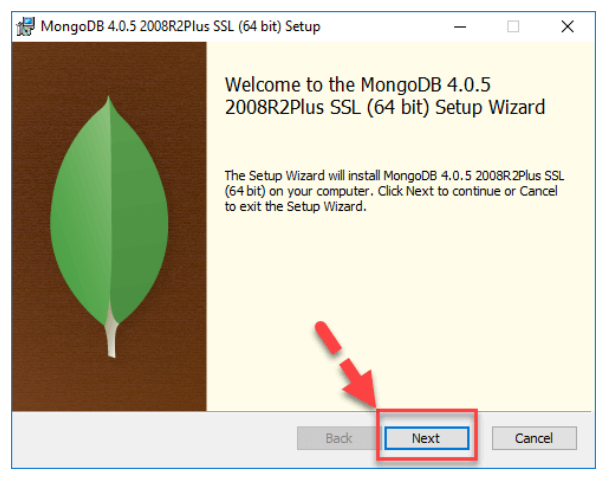 MongoDB 4.0.5 2008R2Plus SSL (64 bit) Setup
Welcome to the MongoDB 4.0.5
2008R2Plus SSL (64 bit) Setup Wizard
The Setup Wizard will install MongoDB 4.0.5 2008R2Plus SSL
(64 bit) on your computer. Click Next to continue or Cancel
to exit the Setup Wizard.
Back Next Cancel